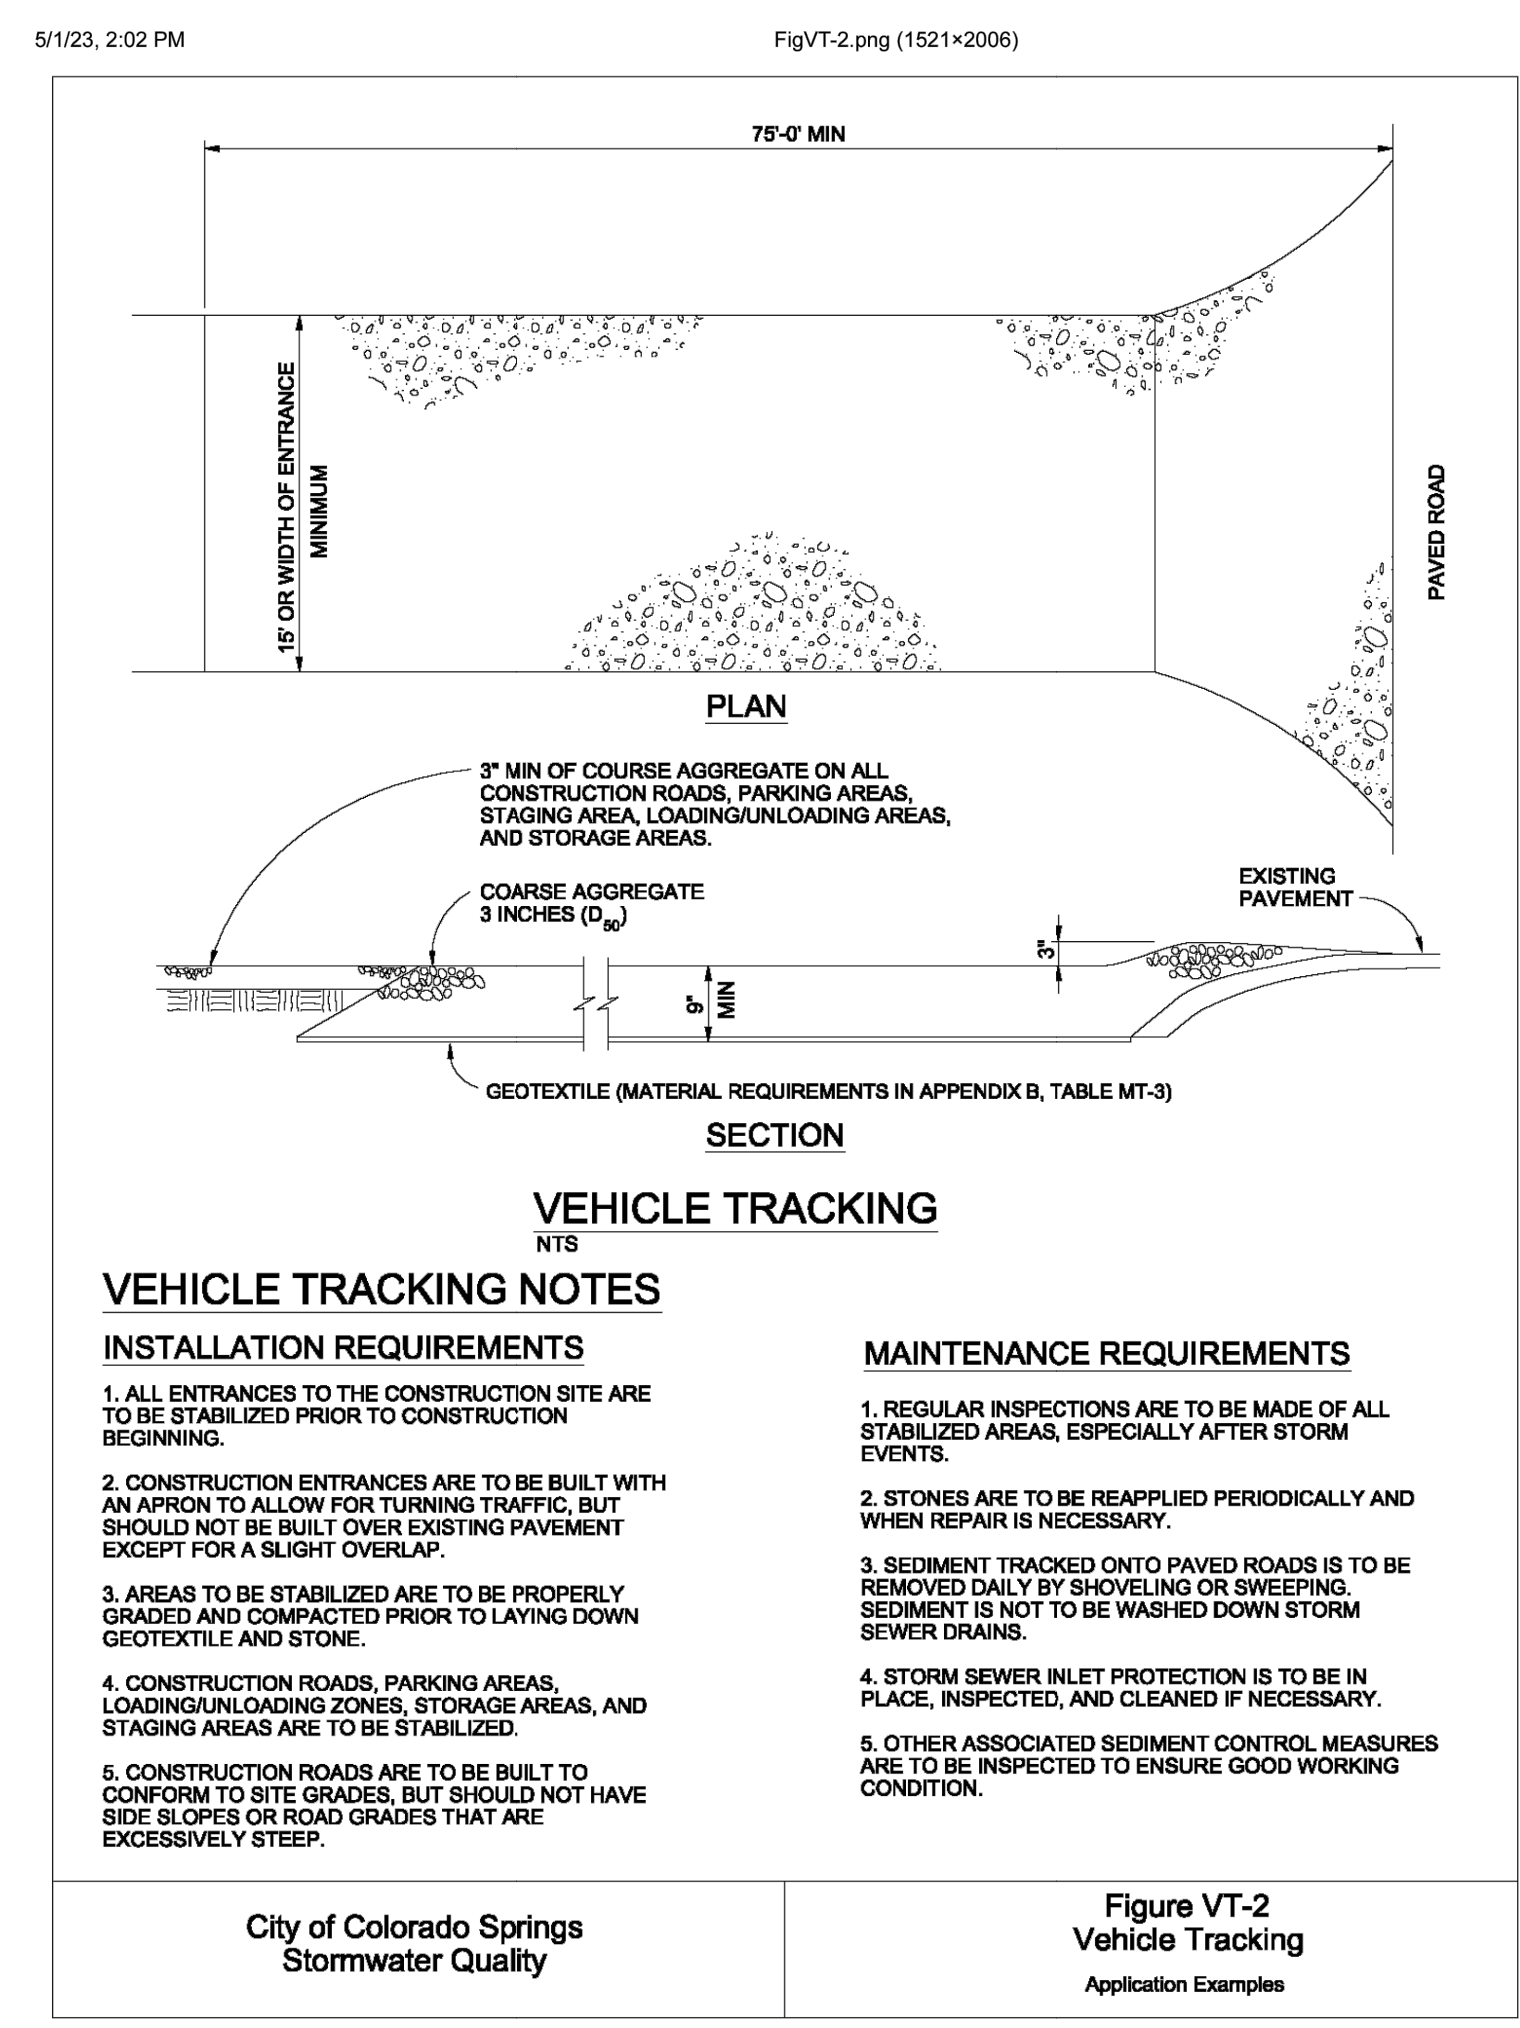 5/1/23, 2:02 PM
FigVT-2.png (1521×2006)
75'-0' MIN
15' OR WIDTH OF ENTRANCE
MINIMUM
PAVED ROAD
PLAN
3" MIN OF COURSE AGGREGATE ON ALL
CONSTRUCTION ROADS, PARKING AREAS,
STAGING AREA, LOADING/UNLOADING AREAS,
AND STORAGE AREAS.
COARSE AGGREGATE
3 INCHES (D50)
EXISTING
PAVEMENT
3"
9"
MIN
GEOTEXTILE (MATERIAL REQUIREMENTS IN APPENDIX B, TABLE MT-3)
SECTION
VEHICLE TRACKING
NTS
VEHICLE TRACKING NOTES
INSTALLATION REQUIREMENTS
1. ALL ENTRANCES TO THE CONSTRUCTION SITE ARE
TO BE STABILIZED PRIOR TO CONSTRUCTION
BEGINNING.
2. CONSTRUCTION ENTRANCES ARE TO BE BUILT WITH
AN APRON TO ALLOW FOR TURNING TRAFFIC, BUT
SHOULD NOT BE BUILT OVER EXISTING PAVEMENT
EXCEPT FOR A SLIGHT OVERLAP.
3. AREAS TO BE STABILIZED ARE TO BE PROPERLY
GRADED AND COMPACTED PRIOR TO LAYING DOWN
GEOTEXTILE AND STONE.
4. CONSTRUCTION ROADS, PARKING AREAS,
LOADING/UNLOADING ZONES, STORAGE AREAS, AND
STAGING AREAS ARE TO BE STABILIZED.
5. CONSTRUCTION ROADS ARE TO BE BUILT TO
CONFORM TO SITE GRADES, BUT SHOULD NOT HAVE
SIDE SLOPES OR ROAD GRADES THAT ARE
EXCESSIVELY STEEP.
MAINTENANCE REQUIREMENTS
1. REGULAR INSPECTIONS ARE TO BE MADE OF ALL
STABILIZED AREAS, ESPECIALLY AFTER STORM
EVENTS.
2. STONES ARE TO BE REAPPLIED PERIODICALLY AND
WHEN REPAIR IS NECESSARY.
3. SEDIMENT TRACKED ONTO PAVED ROADS IS TO BE
REMOVED DAILY BY SHOVELING OR SWEEPING.
SEDIMENT IS NOT TO BE WASHED DOWN STORM
SEWER DRAINS.
4. STORM SEWER INLET PROTECTION IS TO BE IN
PLACE, INSPECTED, AND CLEANED IF NECESSARY.
5. OTHER ASSOCIATED SEDIMENT CONTROL MEASURES
ARE TO BE INSPECTED TO ENSURE GOOD WORKING
CONDITION.
City of Colorado Springs
Stormwater Quality
Figure VT-2
Vehicle Tracking
Application Examples